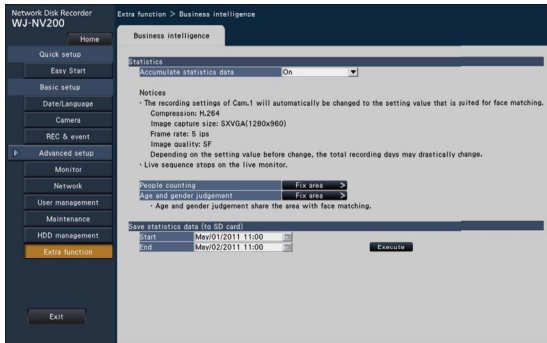 Network Disk Recorder
WJ-NV200
Home
Quick setup
Easy Start
Basic setup
Date/Language
Camera
REC & event
Advanced setup
Monitor
Network
User management
Maintenance
HDD management
Extra function
Exit
Extra function > Business intelligence
Business intelligence
Statistics
Accumulate statistics data On
Notices
· The recording settings of Cam.1 will automatically be changed to the setting value that is suited for face matching.
Compression: H.264
Image capture size: SXVGA(1280x960)
Frame rate: 5 ips
Image quality: SF
Depending on the setting value before change, the total recording days may drastically change.
· Live sequence stops on the live monitor.
People counting Fix area >
Age and gender judgement Fix area >
· Age and gender judgement share the area with face matching.
Save statistics data (to SD card)
Start May/01/2011 11:00
End May/02/2011 11:00 Execute